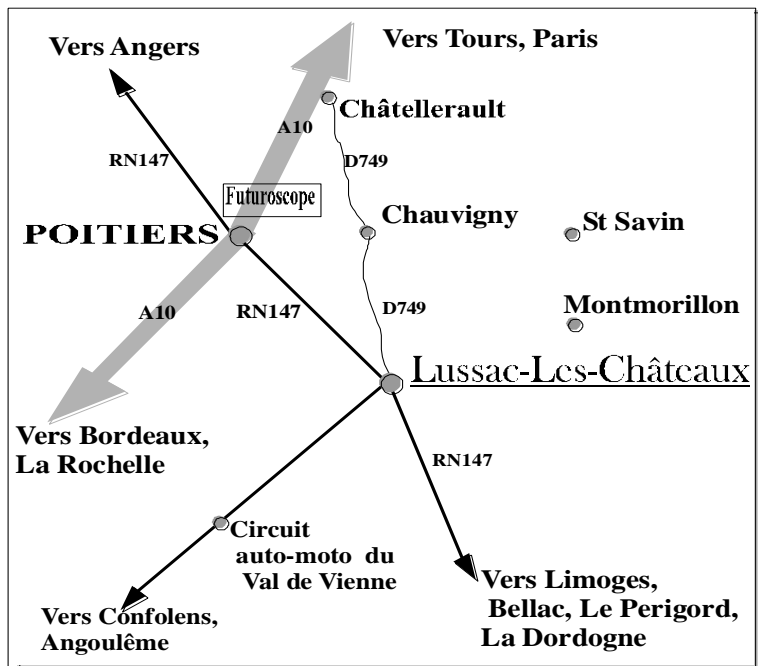 Vers Angers
Vers Tours, Paris
Châtellerault
A10
RN147
D749
Futuroscope
POITIERS
Chauvigny
St Savin
A10
RN147
D749
Montmorillon
Lussac-Les-Châteaux
Vers Bordeaux,
La Rochelle
RN147
Circuit
auto-moto du
Val de Vienne
Vers Limoges,
Bellac, Le Perigord,
La Dordogne
Vers Confolens,
Angoulême